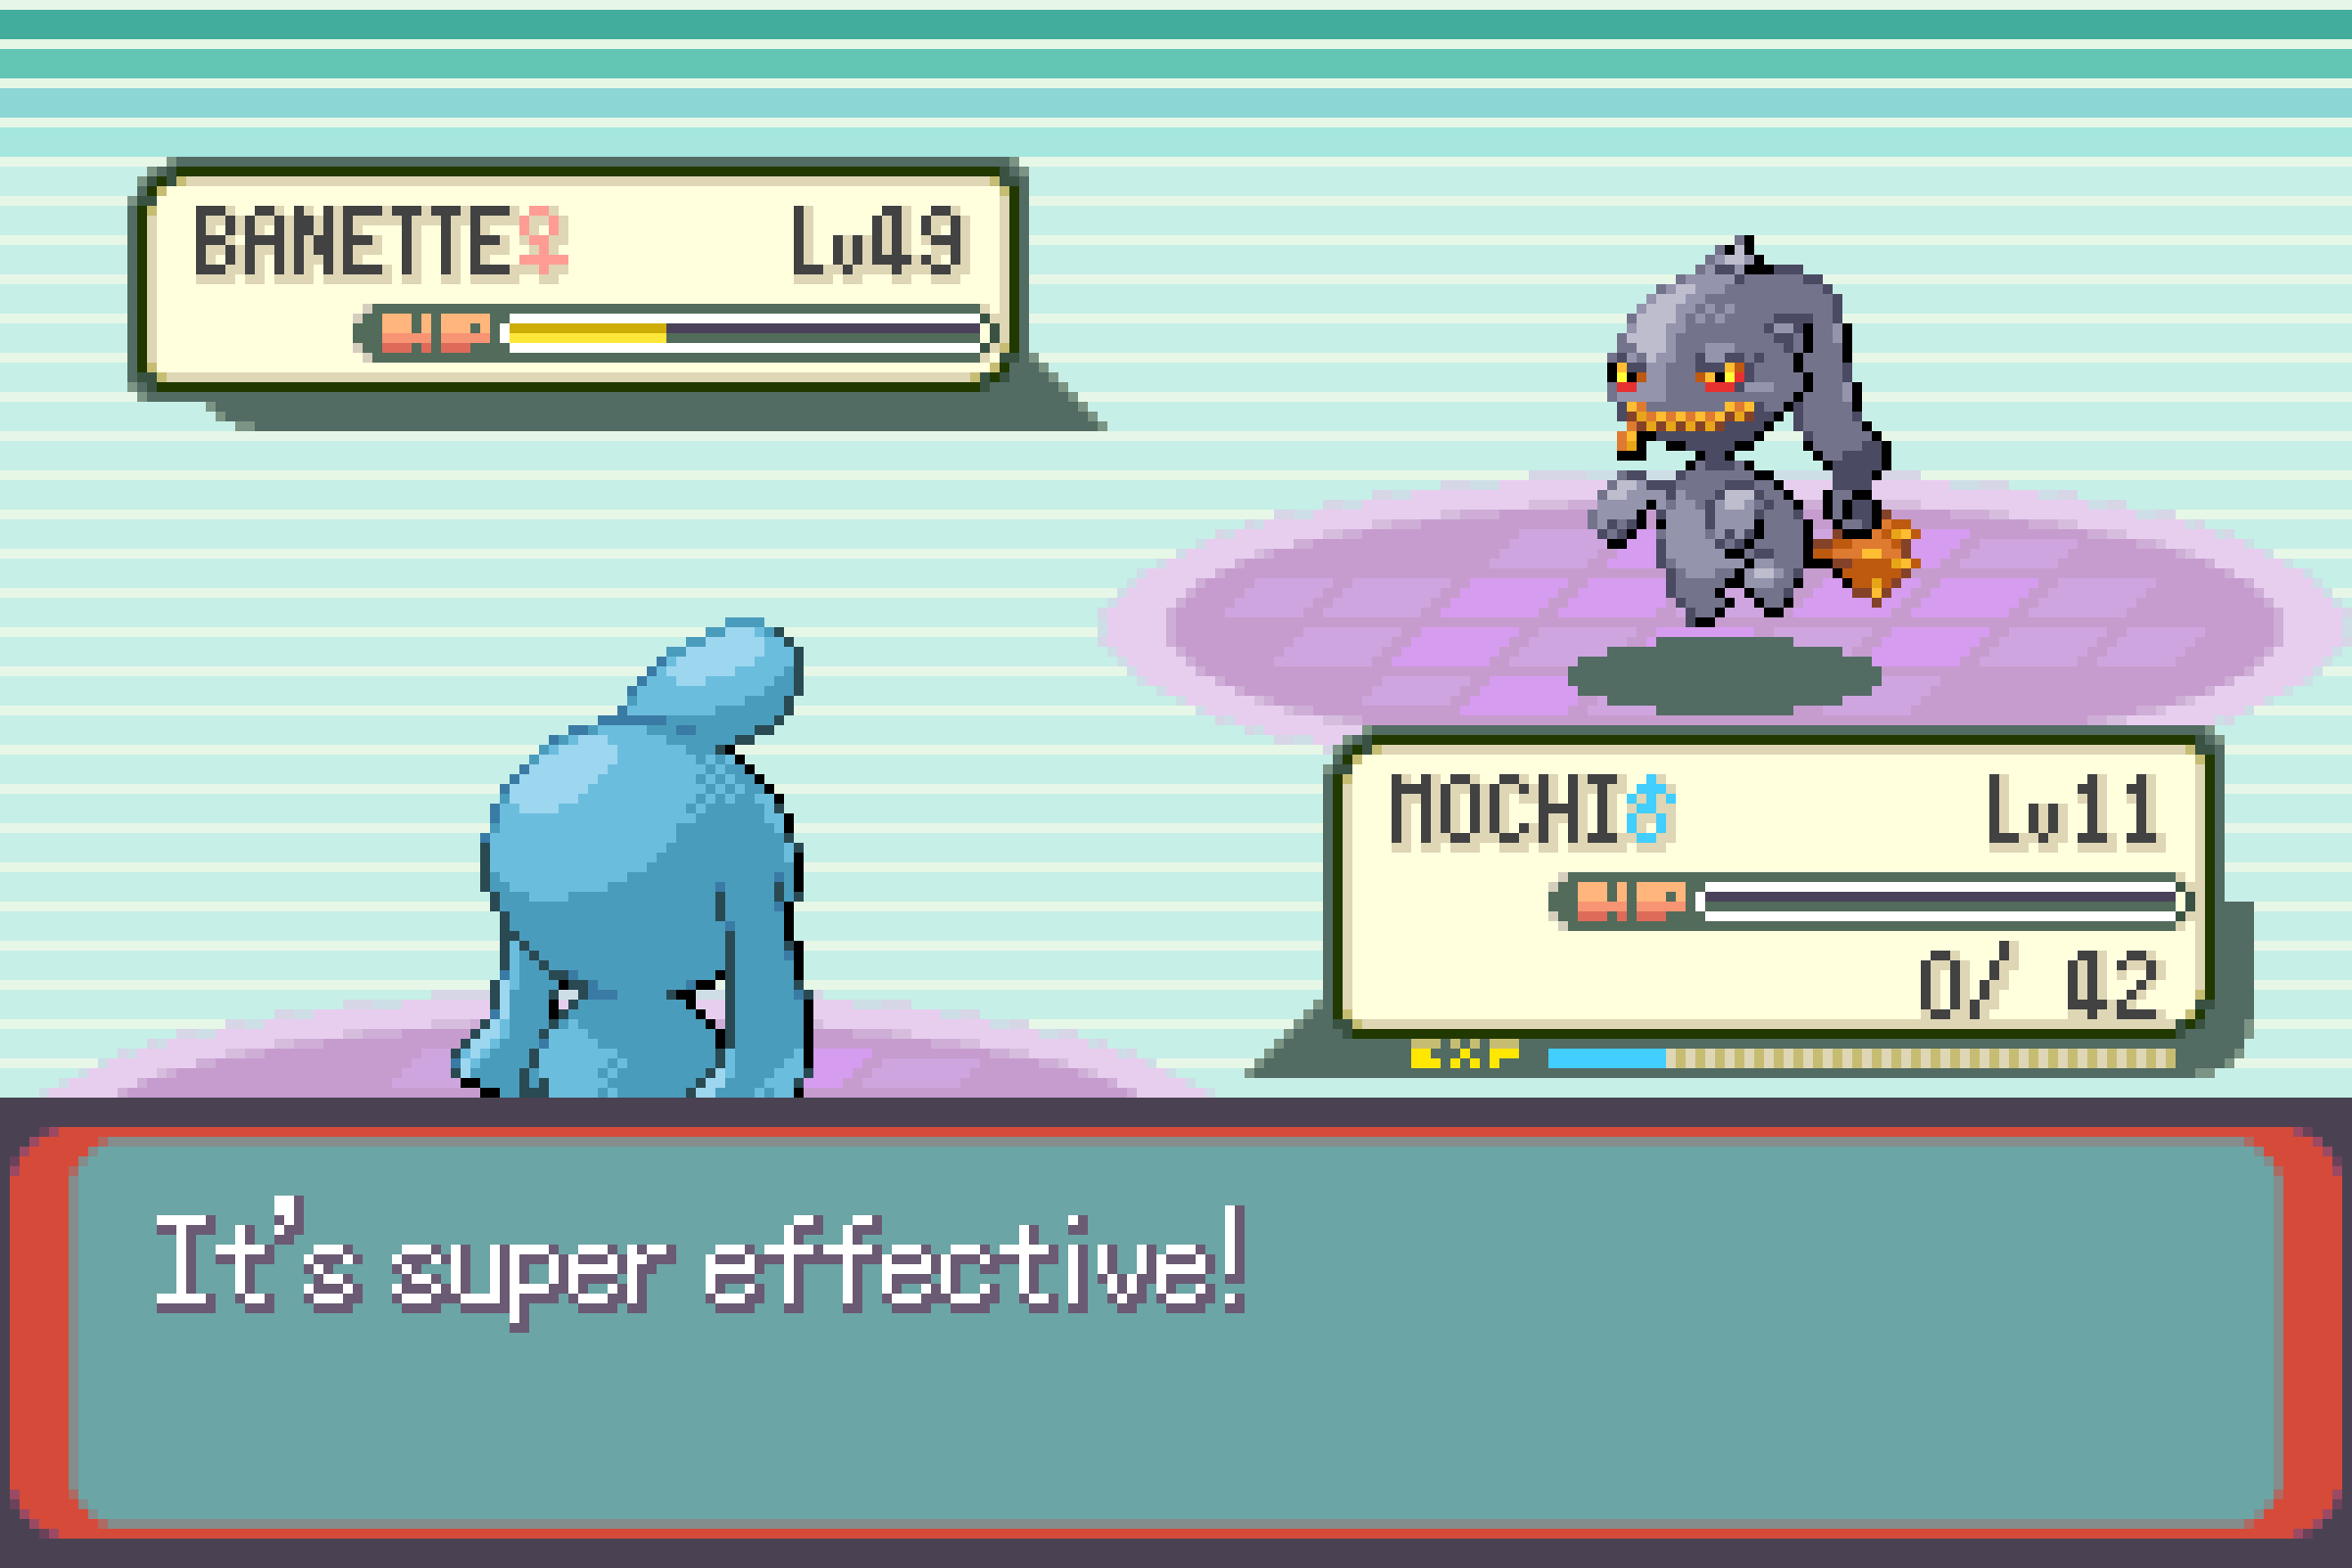 BANETTE♀ Lv49
HP
MOCHI♂ Lv11
HP
0/ 42
EXP
It's super effective!